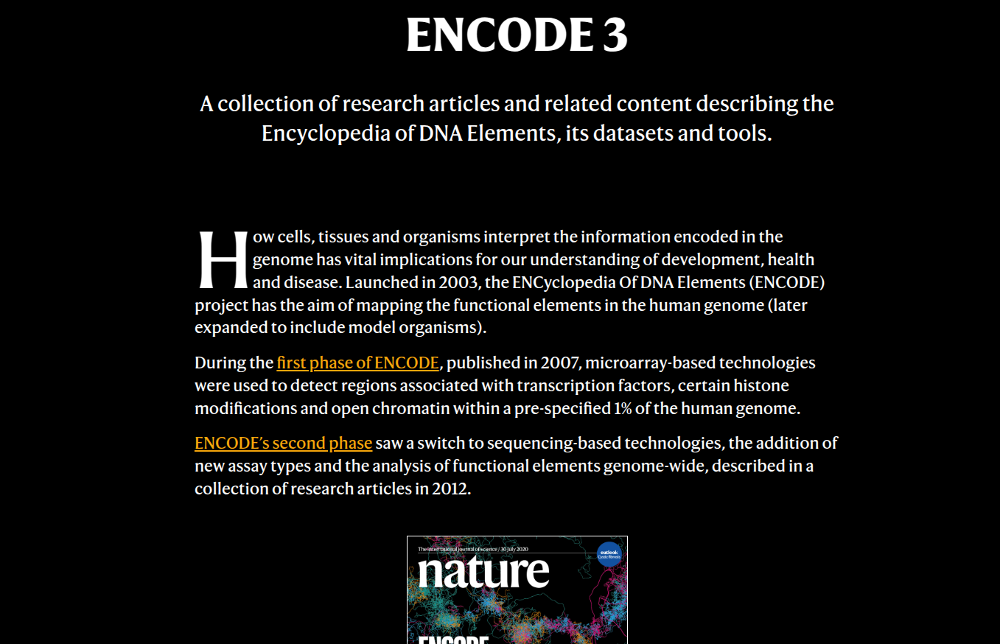 ENCODE 3
A collection of research articles and related content describing the
Encyclopedia of DNA Elements, its datasets and tools.
How cells, tissues and organisms interpret the information encoded in the
genome has vital implications for our understanding of development, health
and disease. Launched in 2003, the ENCyclopedia Of DNA Elements (ENCODE)
project has the aim of mapping the functional elements in the human genome (later
expanded to include model organisms).
During the first phase of ENCODE, published in 2007, microarray-based technologies
were used to detect regions associated with transcription factors, certain histone
modifications and open chromatin within a pre-specified 1% of the human genome.
ENCODE’s second phase saw a switch to sequencing-based technologies, the addition of
new assay types and the analysis of functional elements genome-wide, described in a
collection of research articles in 2012.
The international journal of science / 30 July 2020
outlook
Cystic fibrosis
nature
ENCODE